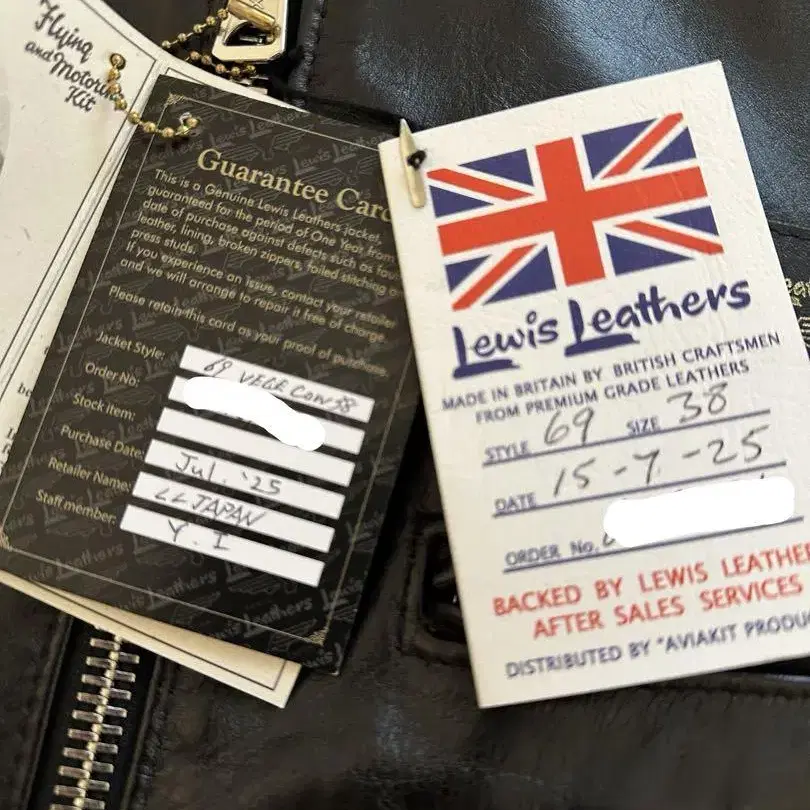 Flying
and Motoring
Kit
Guarantee Card
This is a Genuine Lewis Leathers jacket,
guaranteed for the period of One Year from
date of purchase against defects such as
leather, lining, broken zippers, failed stitching
press studs.
If you experience an issue, contact your retailer
and we will arrange to repair it free of charge.
Please retain this card as your proof of purchase.
Jacket Style: 69 VEGE COW 38
Order No:
Stock item:
Purchase Date: Jul. '25
Retailer Name: LL JAPAN
Staff member: Y. I
Lewis Leathers
MADE IN BRITAIN BY BRITISH CRAFTSMEN
FROM PREMIUM GRADE LEATHERS
STYLE 69 SIZE 38
DATE 15-7-25
ORDER No.
BACKED BY LEWIS LEATHER
AFTER SALES SERVICES
DISTRIBUTED BY "AVIAKIT PRODU